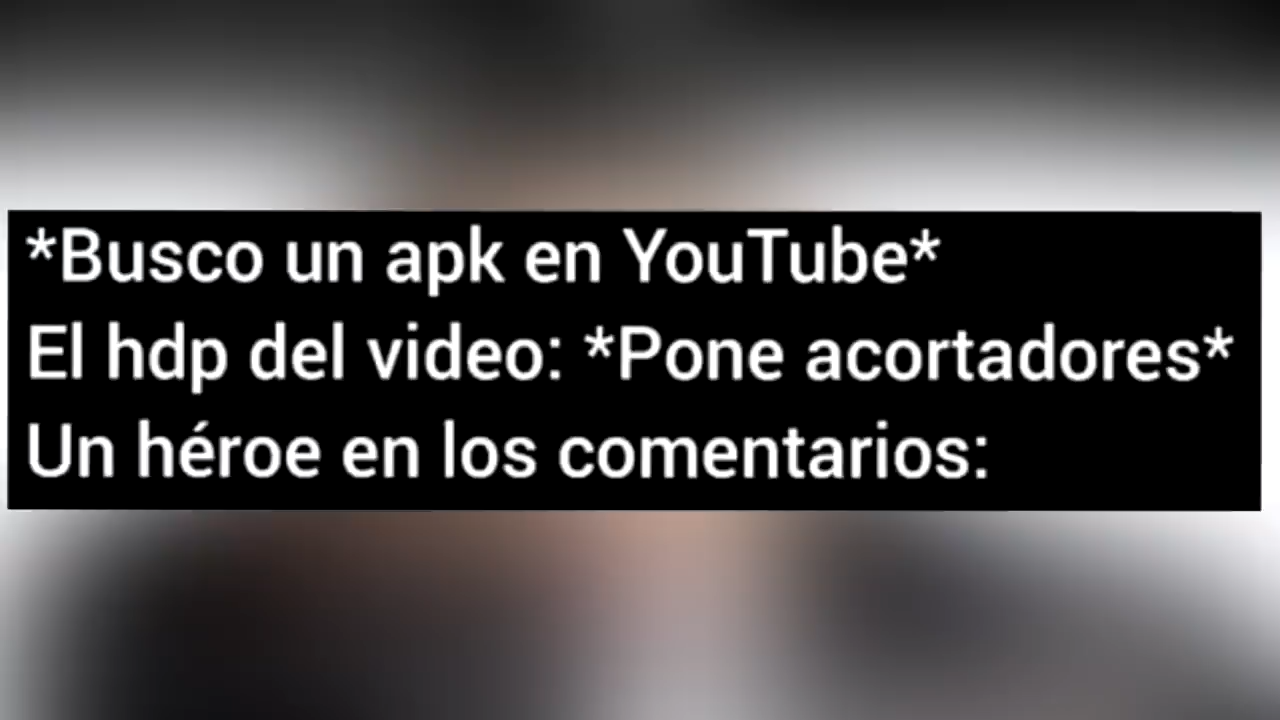 *Busco un apk en YouTube*
El hdp del video: *Pone acortadores*
Un héroe en los comentarios: